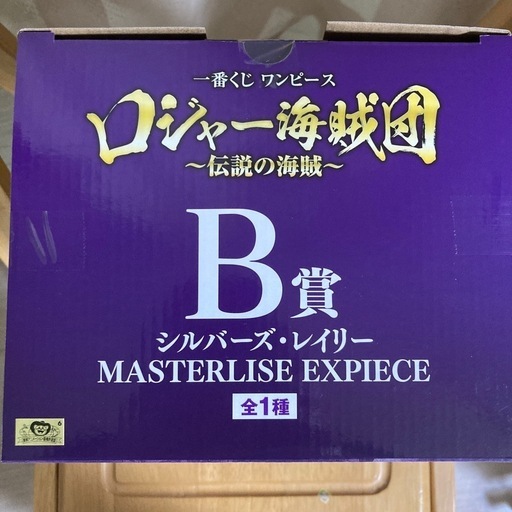 一番くじ ワンピース
ロジャー海賊団
～伝説の海賊～
B賞
シルバーズ・レイリー
MASTERLISE EXPIECE
全1種
6